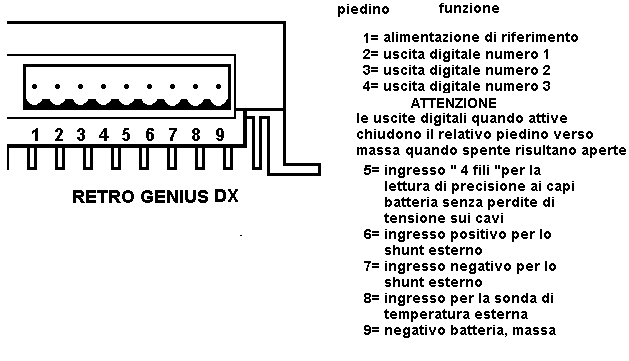 piedino funzione
1= alimentazione di riferimento
2= uscita digitale numero 1
3= uscita digitale numero 2
4= uscita digitale numero 3
ATTENZIONE
le uscite digitali quando attive
chiudono il relativo piedino verso
massa quando spente risultano aperte
5= ingresso " 4 fili "per la
lettura di precisione ai capi
batteria senza perdite di
tensione sui cavi
6= ingresso positivo per lo
shunt esterno
7= ingresso negativo per lo
shunt esterno
8= ingresso per la sonda di
temperatura esterna
9= negativo batteria, massa
1 2 3 4 5 6 7 8 9
RETRO GENIUS DX